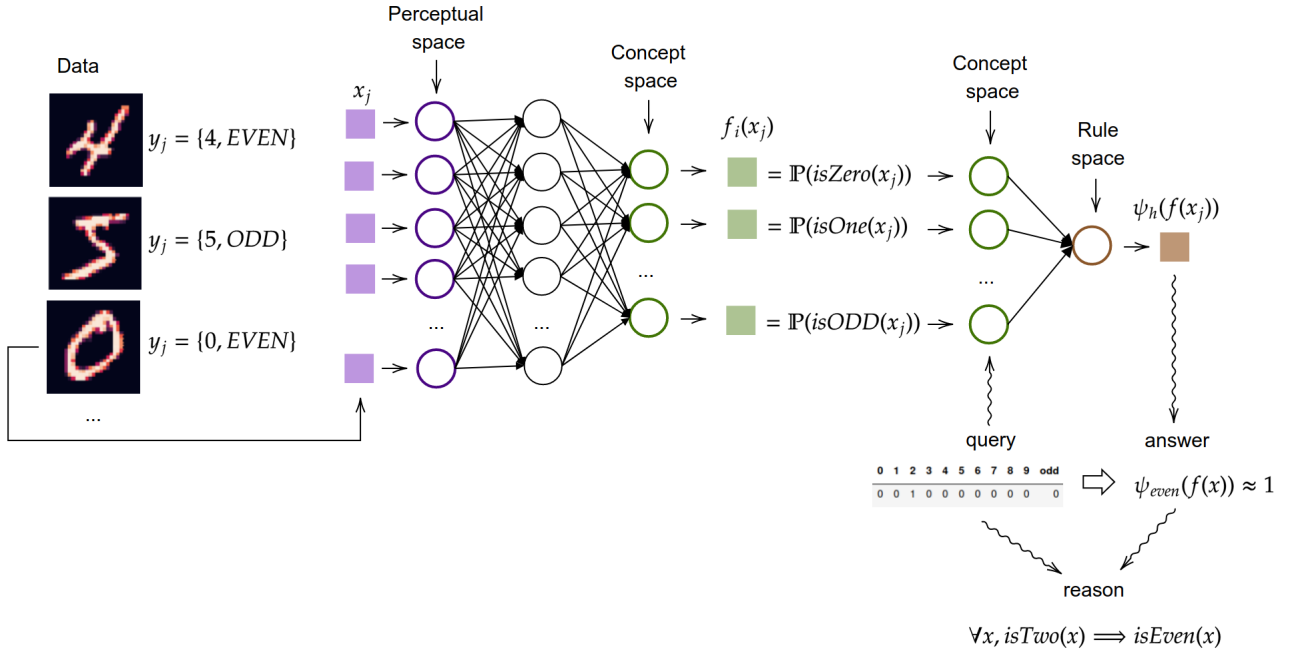 Data
y_j = {4, EVEN}
y_j = {5, ODD}
y_j = {0, EVEN}
...
x_j
Perceptual
space
...
...
Concept
space
...
f_i(x_j)
= ℙ(isZero(x_j))
= ℙ(isOne(x_j))
...
= ℙ(isODD(x_j))
Concept
space
...
Rule
space
ψ_h(f(x_j))
query
answer
0 1 2 3 4 5 6 7 8 9 odd
0 0 1 0 0 0 0 0 0 0 0
ψ_even(f(x)) ≈ 1
reason
∀x, isTwo(x) ⟹ isEven(x)